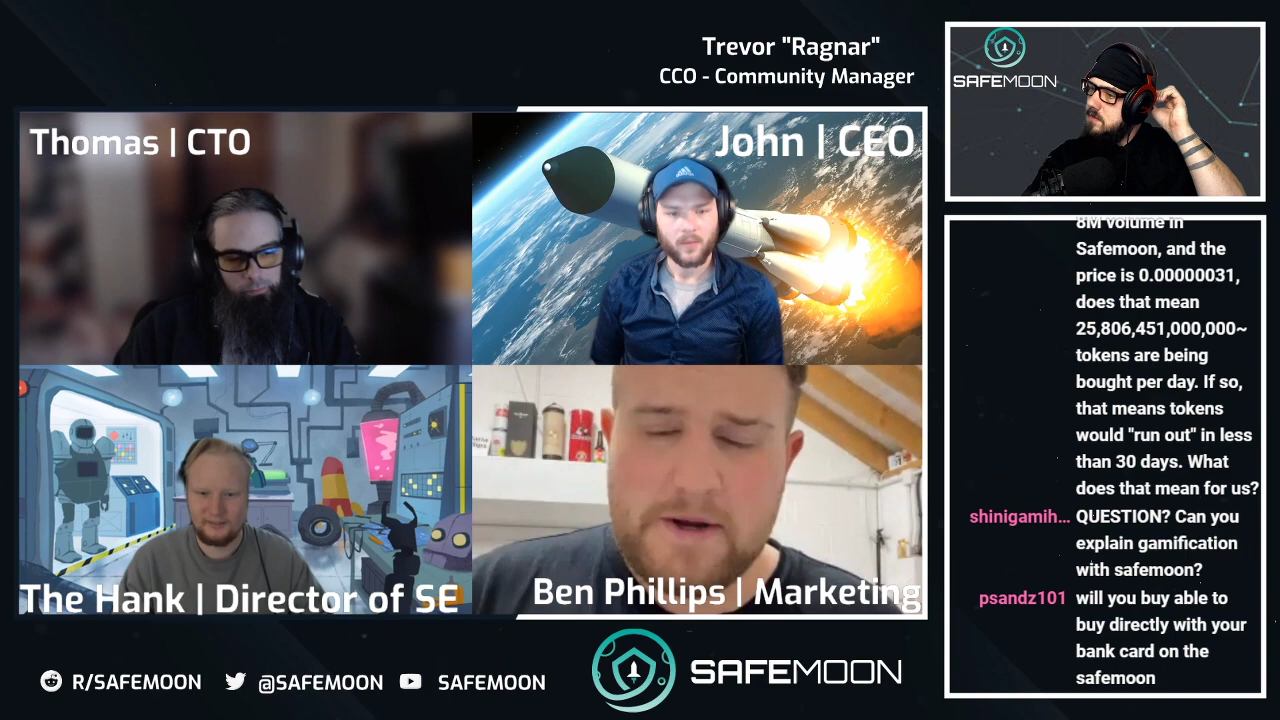 Trevor "Ragnar"
CCO - Community Manager
SAFEMOON
Thomas | CTO
John | CEO
The Hank | Director of SE
Ben Phillips | Marketing
8M volume in
Safemoon, and the
price is 0.00000031,
does that mean
25,806,451,000,000~
tokens are being
bought per day. If so,
that means tokens
would "run out" in less
than 30 days. What
does that mean for us?
shinigamih… QUESTION? Can you
explain gamification
with safemoon?
psandz101 will you buy able to
buy directly with your
bank card on the
safemoon
R/SAFEMOON @SAFEMOON SAFEMOON
SAFEMOON